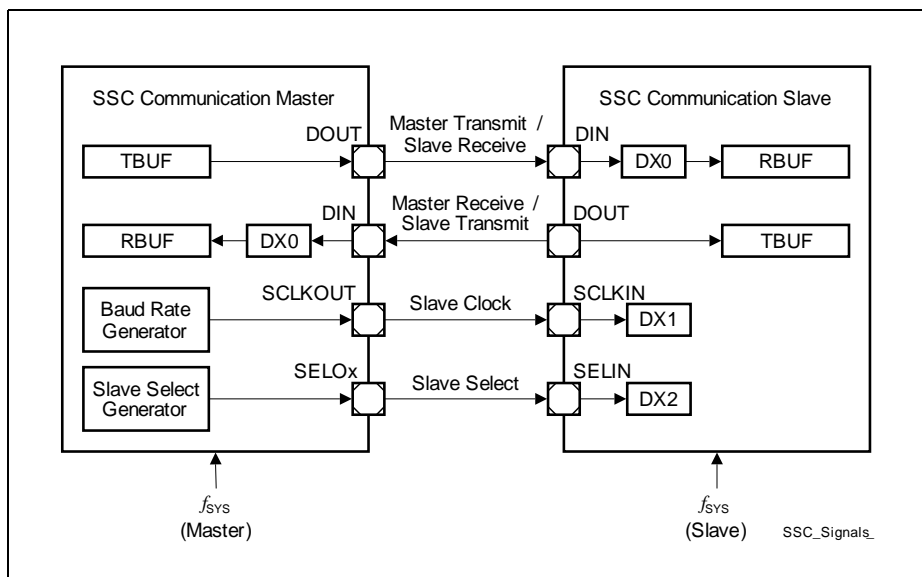 SSC Communication Master
SSC Communication Slave
DOUT
Master Transmit /
Slave Receive
DIN
TBUF
DX0
RBUF
DIN
Master Receive /
Slave Transmit
DOUT
RBUF
DX0
TBUF
SCLKOUT
Slave Clock
SCLKIN
Baud Rate
Generator
DX1
SELOx
Slave Select
SELIN
Slave Select
Generator
DX2
fSYS
(Master)
fSYS
(Slave)
SSC_Signals_